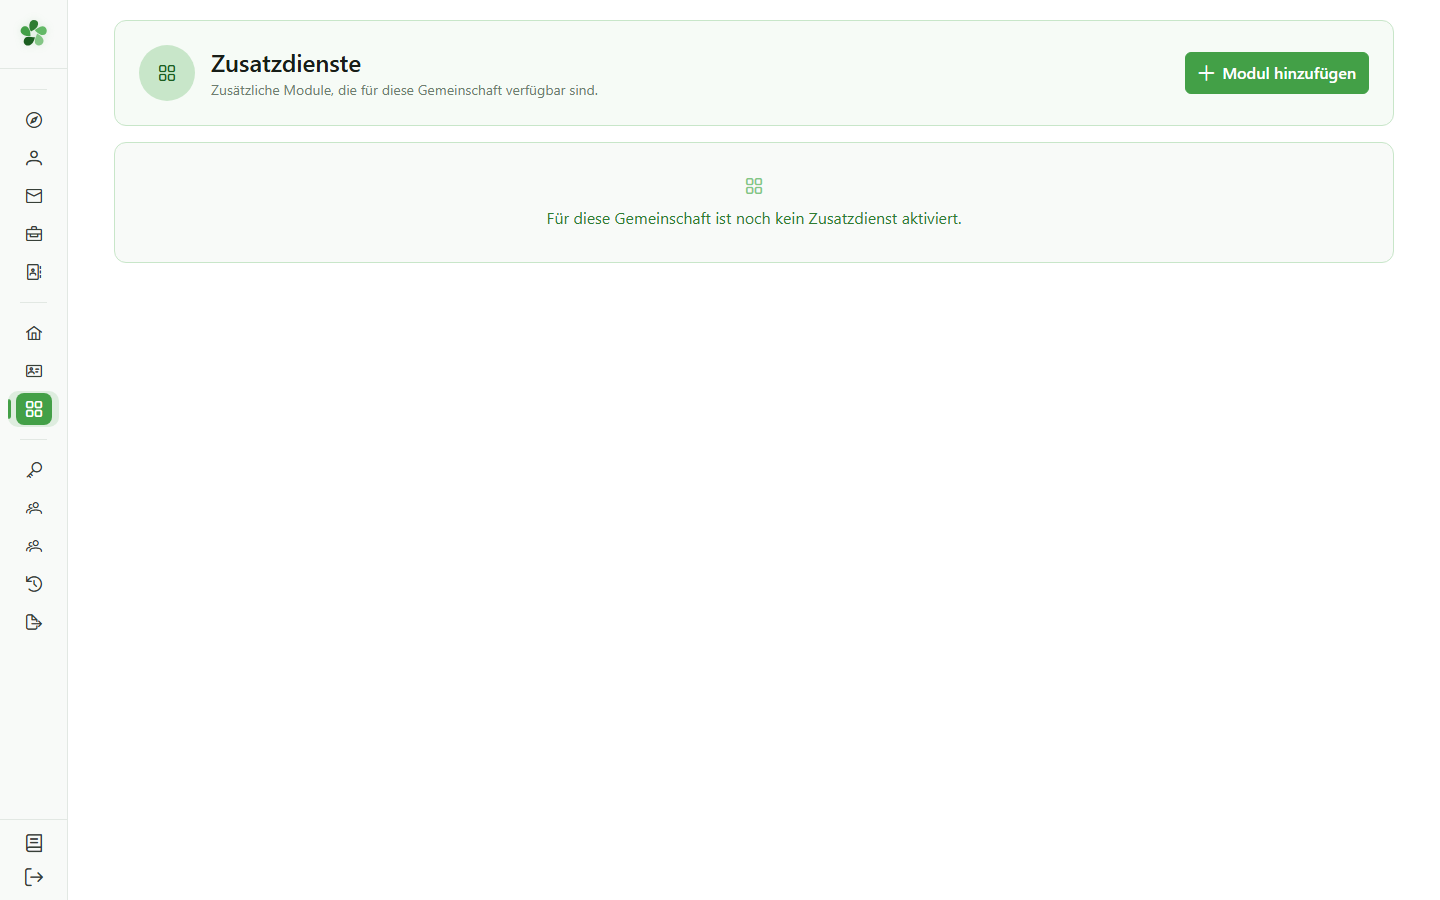 Zusatzdienste
Zusätzliche Module, die für diese Gemeinschaft verfügbar sind.
Modul hinzufügen
Für diese Gemeinschaft ist noch kein Zusatzdienst aktiviert.